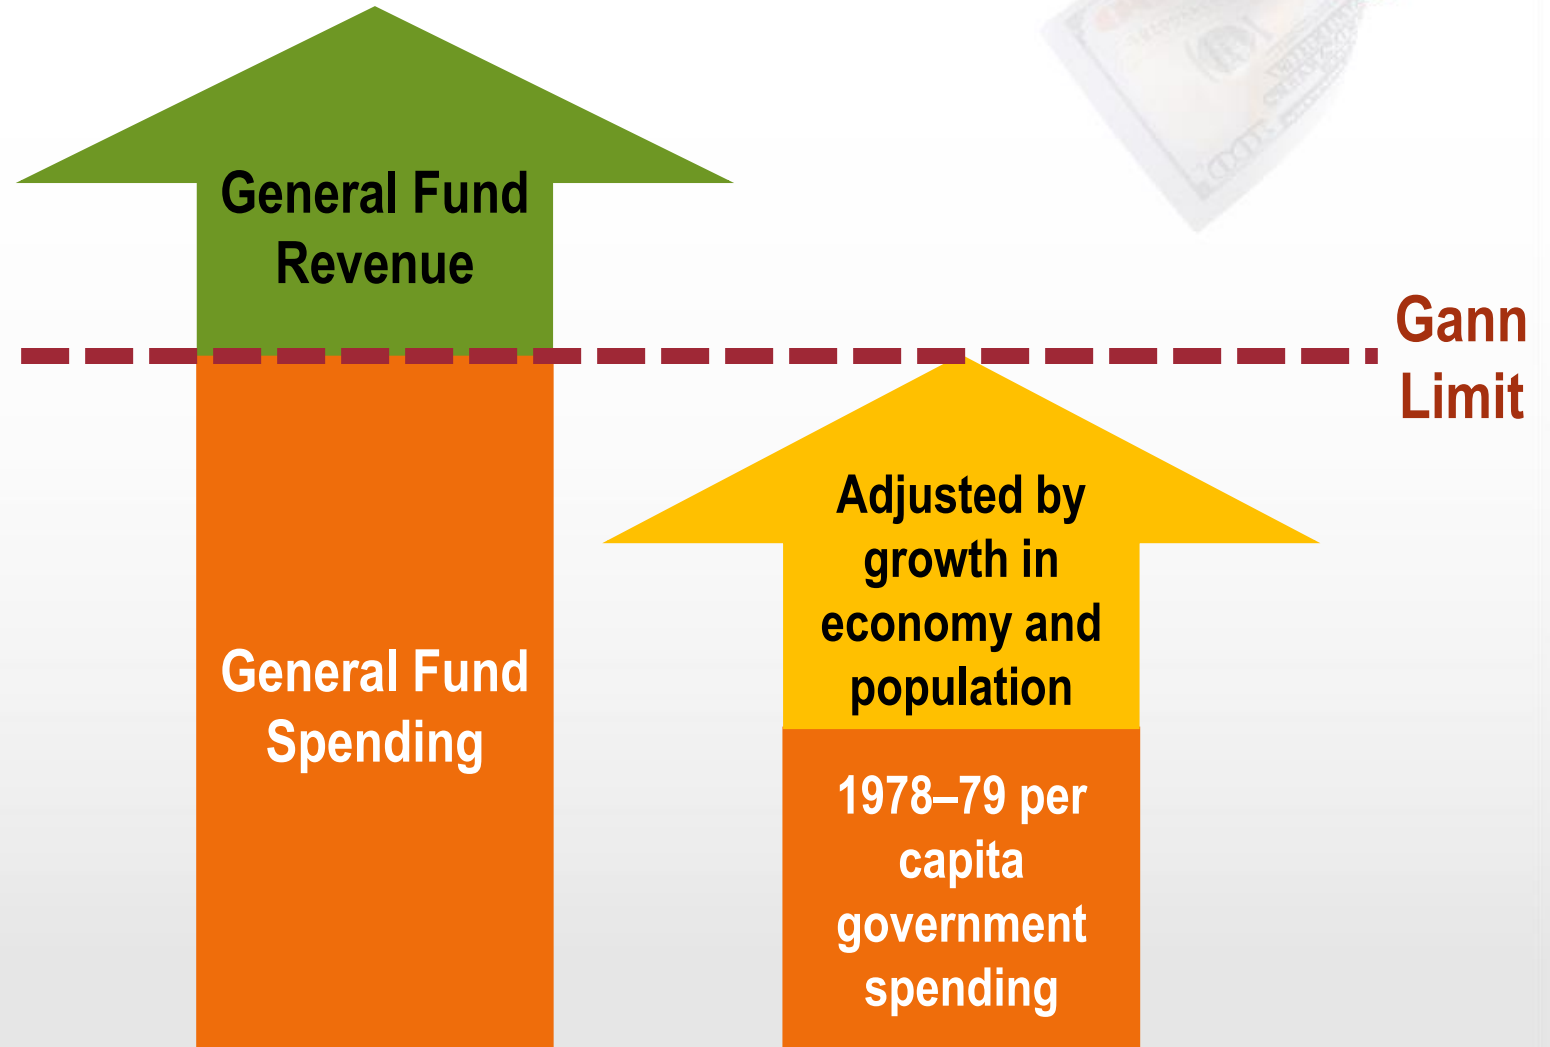 General Fund
Revenue
Gann
Limit
Adjusted by
growth in
economy and
population
General Fund
Spending
1978–79 per
capita
government
spending